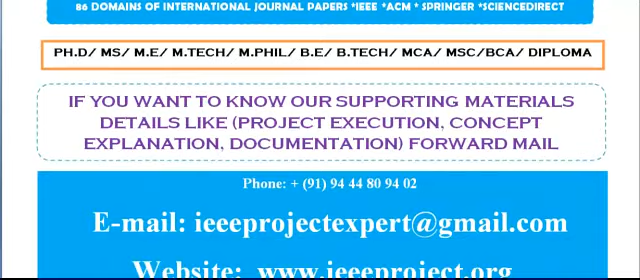 86 DOMAINS OF INTERNATIONAL JOURNAL PAPERS *IEEE *ACM * SPRINGER *SCIENCEDIRECT
PH.D/ MS/ M.E/ M.TECH/ M.PHIL/ B.E/ B.TECH/ MCA/ MSC/BCA/ DIPLOMA
IF YOU WANT TO KNOW OUR SUPPORTING MATERIALS
DETAILS LIKE (PROJECT EXECUTION, CONCEPT
EXPLANATION, DOCUMENTATION) FORWARD MAIL
Phone: + (91) 94 44 80 94 02
E-mail: ieeeprojectexpert@gmail.com
Website: www.ieeeproject.org